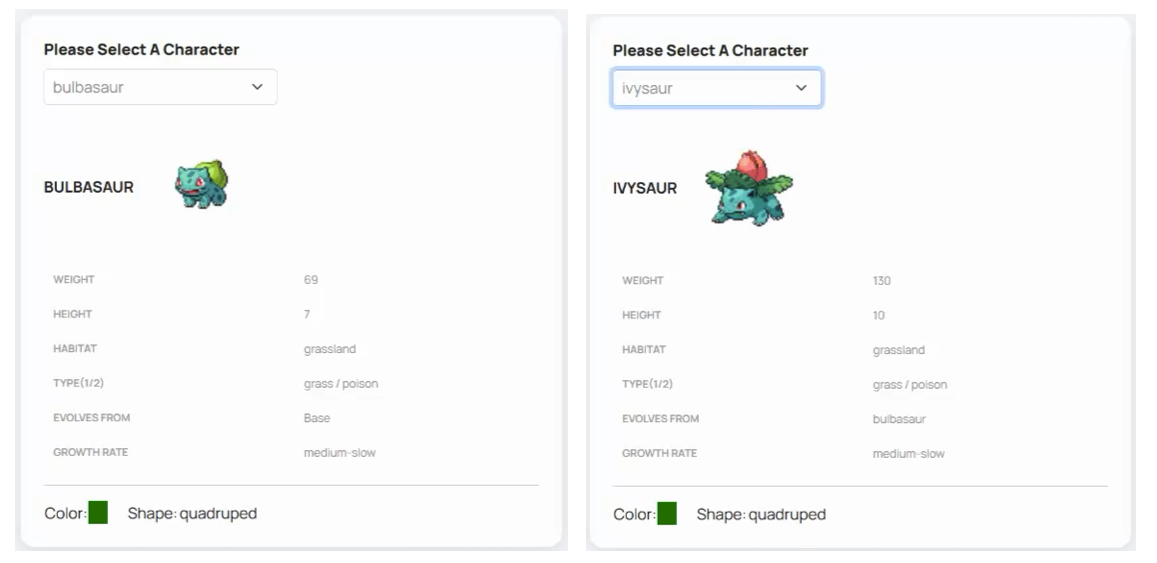 Please Select A Character
bulbasaur
BULBASAUR
WEIGHT 69
HEIGHT 7
HABITAT grassland
TYPE(1/2) grass / poison
EVOLVES FROM Base
GROWTH RATE medium-slow
Color: Shape: quadruped
Please Select A Character
ivysaur
IVYSAUR
WEIGHT 130
HEIGHT 10
HABITAT grassland
TYPE(1/2) grass / poison
EVOLVES FROM bulbasaur
GROWTH RATE medium-slow
Color: Shape: quadruped